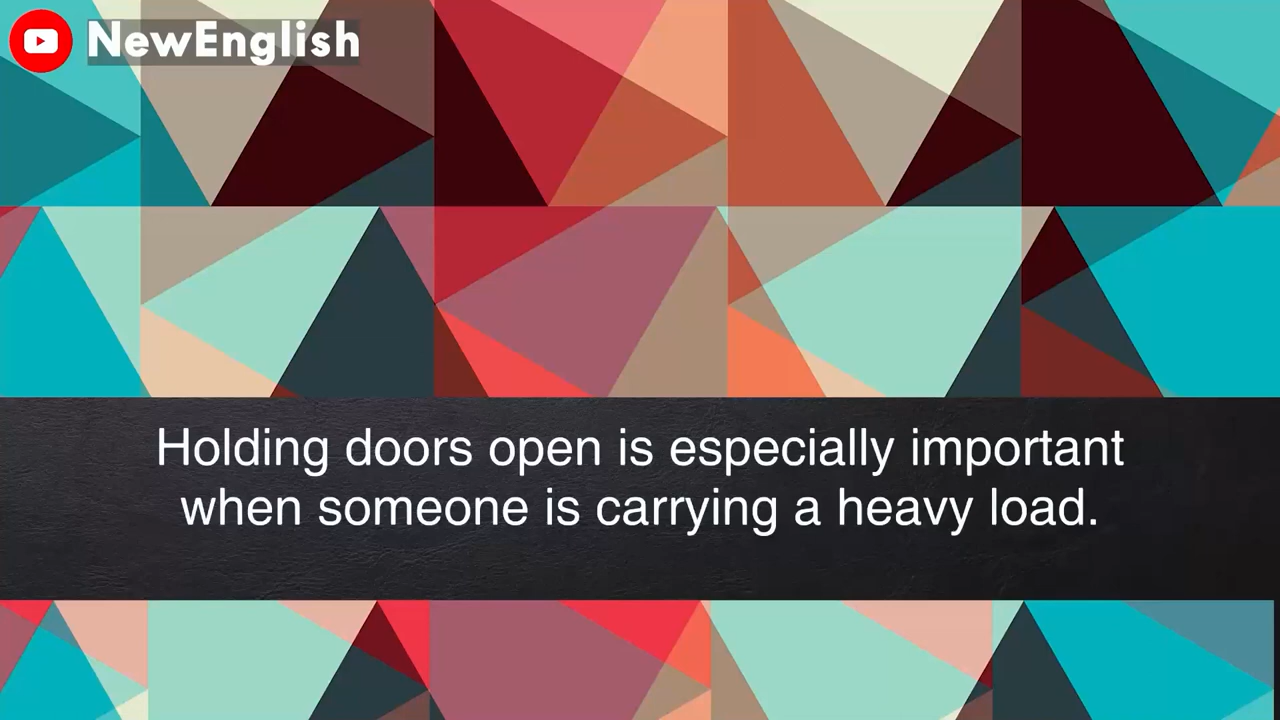 NewEnglish
Holding doors open is especially important
when someone is carrying a heavy load.